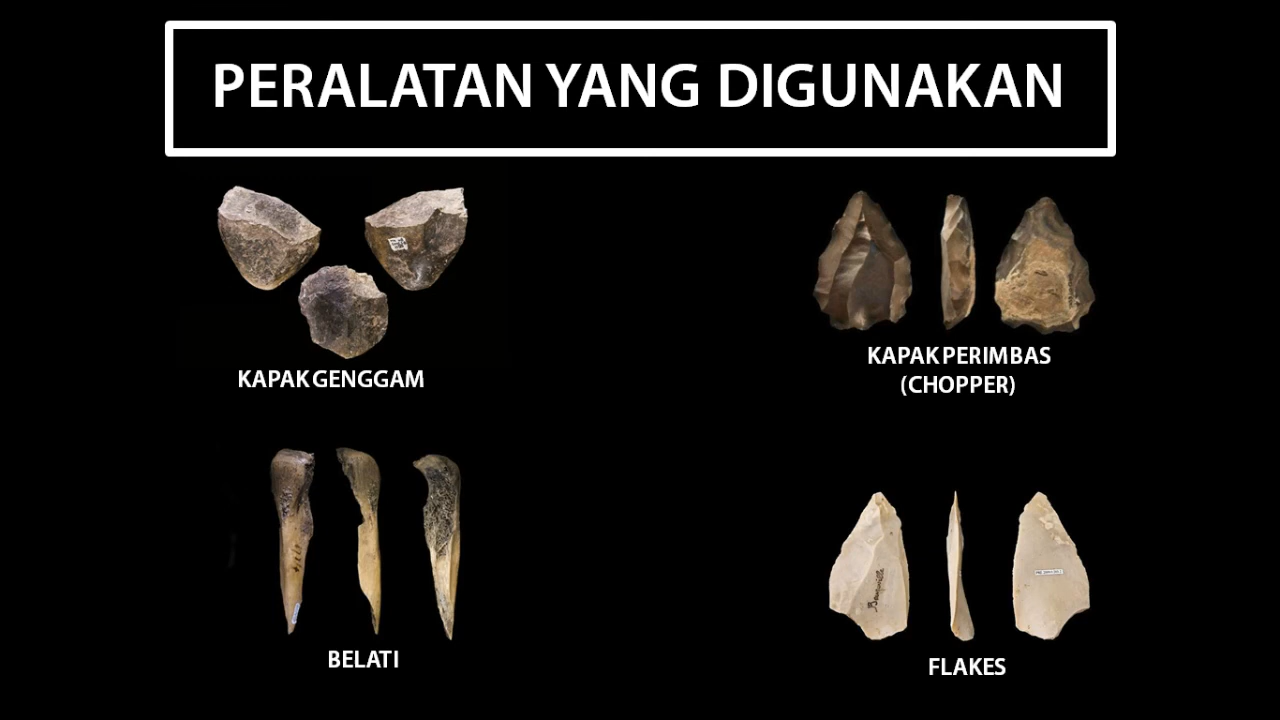 PERALATAN YANG DIGUNAKAN
KAPAK GENGGAM
KAPAK PERIMBAS
(CHOPPER)
BELATI
FLAKES